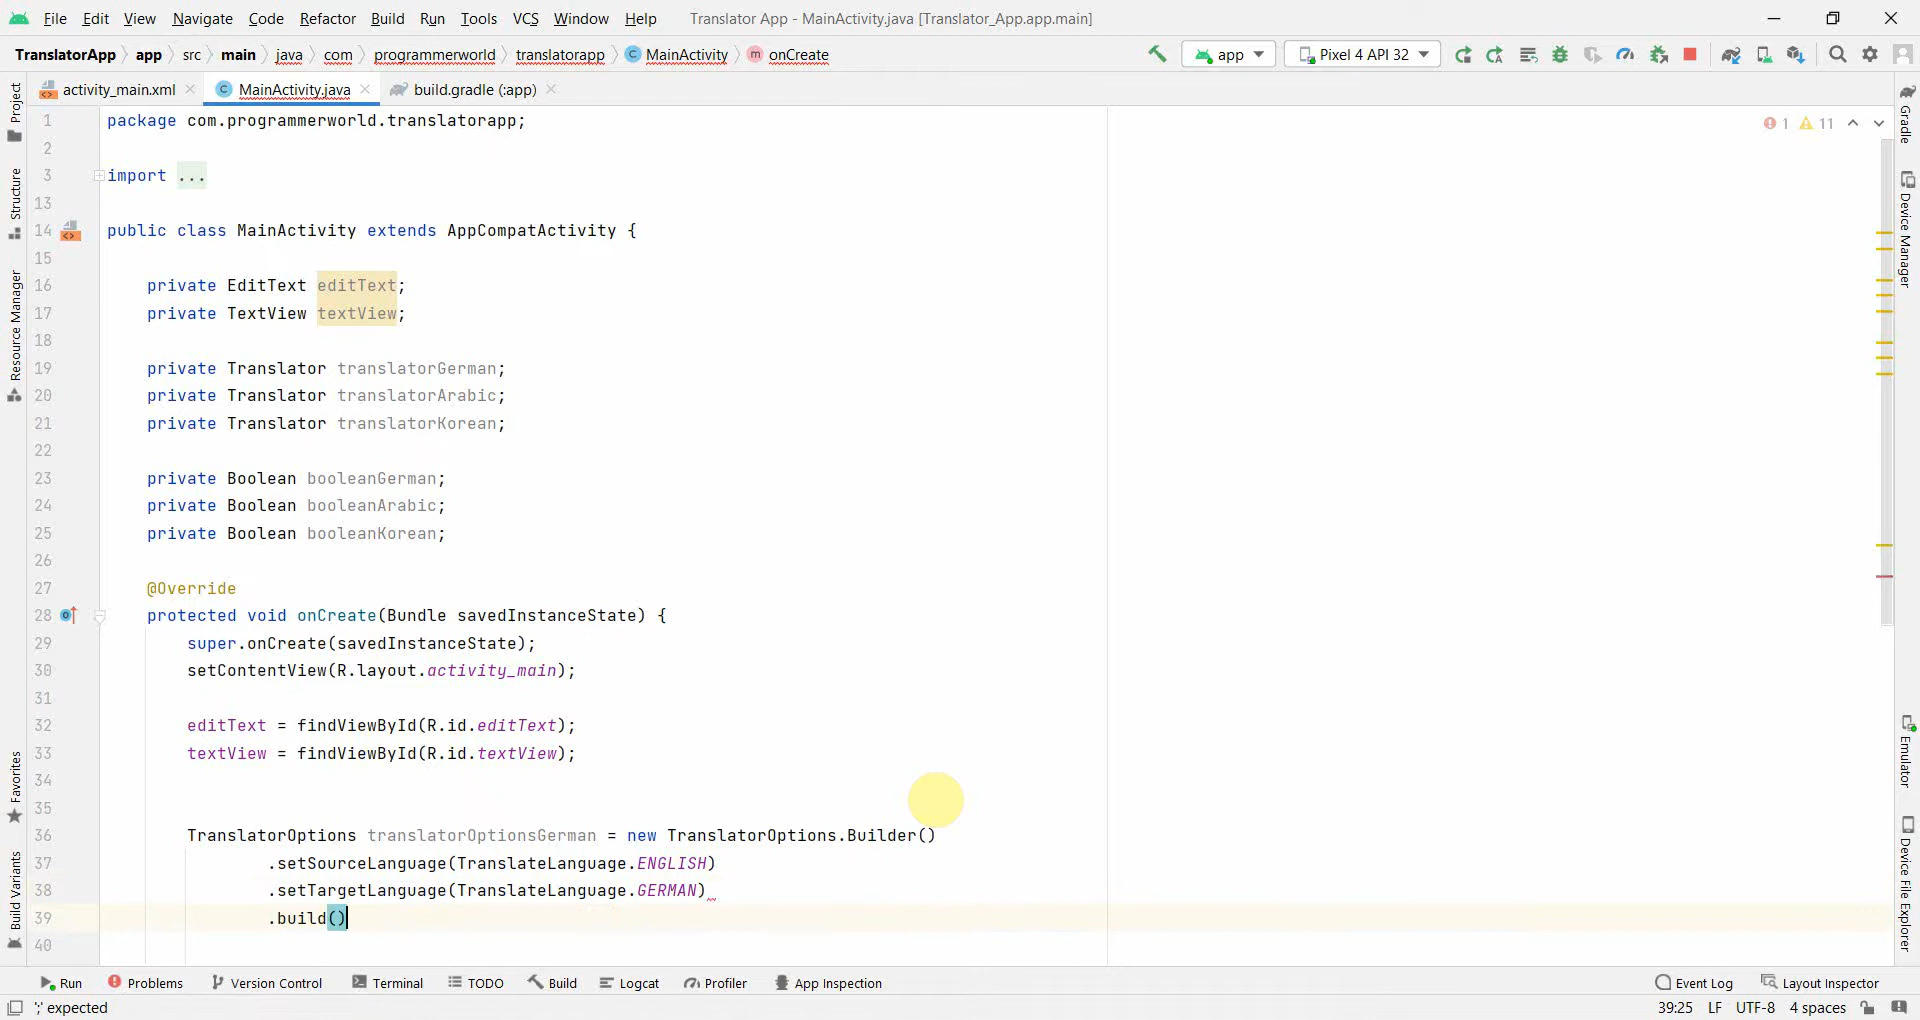 File Edit View Navigate Code Refactor Build Run Tools VCS Window Help Translator App - MainActivity.java [Translator_App.app.main]
TranslatorApp app src main java com programmerworld translatorapp MainActivity onCreate app Pixel 4 API 32
activity_main.xml MainActivity.java build.gradle (:app)
1 package com.programmerworld.translatorapp;
1 11
2
3 import ...
13
14 public class MainActivity extends AppCompatActivity {
15
16 private EditText editText;
17 private TextView textView;
18
19 private Translator translatorGerman;
20 private Translator translatorArabic;
21 private Translator translatorKorean;
22
23 private Boolean booleanGerman;
24 private Boolean booleanArabic;
25 private Boolean booleanKorean;
26
27 @Override
28 protected void onCreate(Bundle savedInstanceState) {
29 super.onCreate(savedInstanceState);
30 setContentView(R.layout.activity_main);
31
32 editText = findViewById(R.id.editText);
33 textView = findViewById(R.id.textView);
34
35
36 TranslatorOptions translatorOptionsGerman = new TranslatorOptions.Builder()
37 .setSourceLanguage(TranslateLanguage.ENGLISH)
38 .setTargetLanguage(TranslateLanguage.GERMAN)
39 .build()
40
Project
Structure
Resource Manager
Favorites
Build Variants
Gradle
Device Manager
Emulator
Device File Explorer
Run Problems Version Control Terminal TODO Build Logcat Profiler App Inspection Event Log Layout Inspector
';' expected 39:25 LF UTF-8 4 spaces